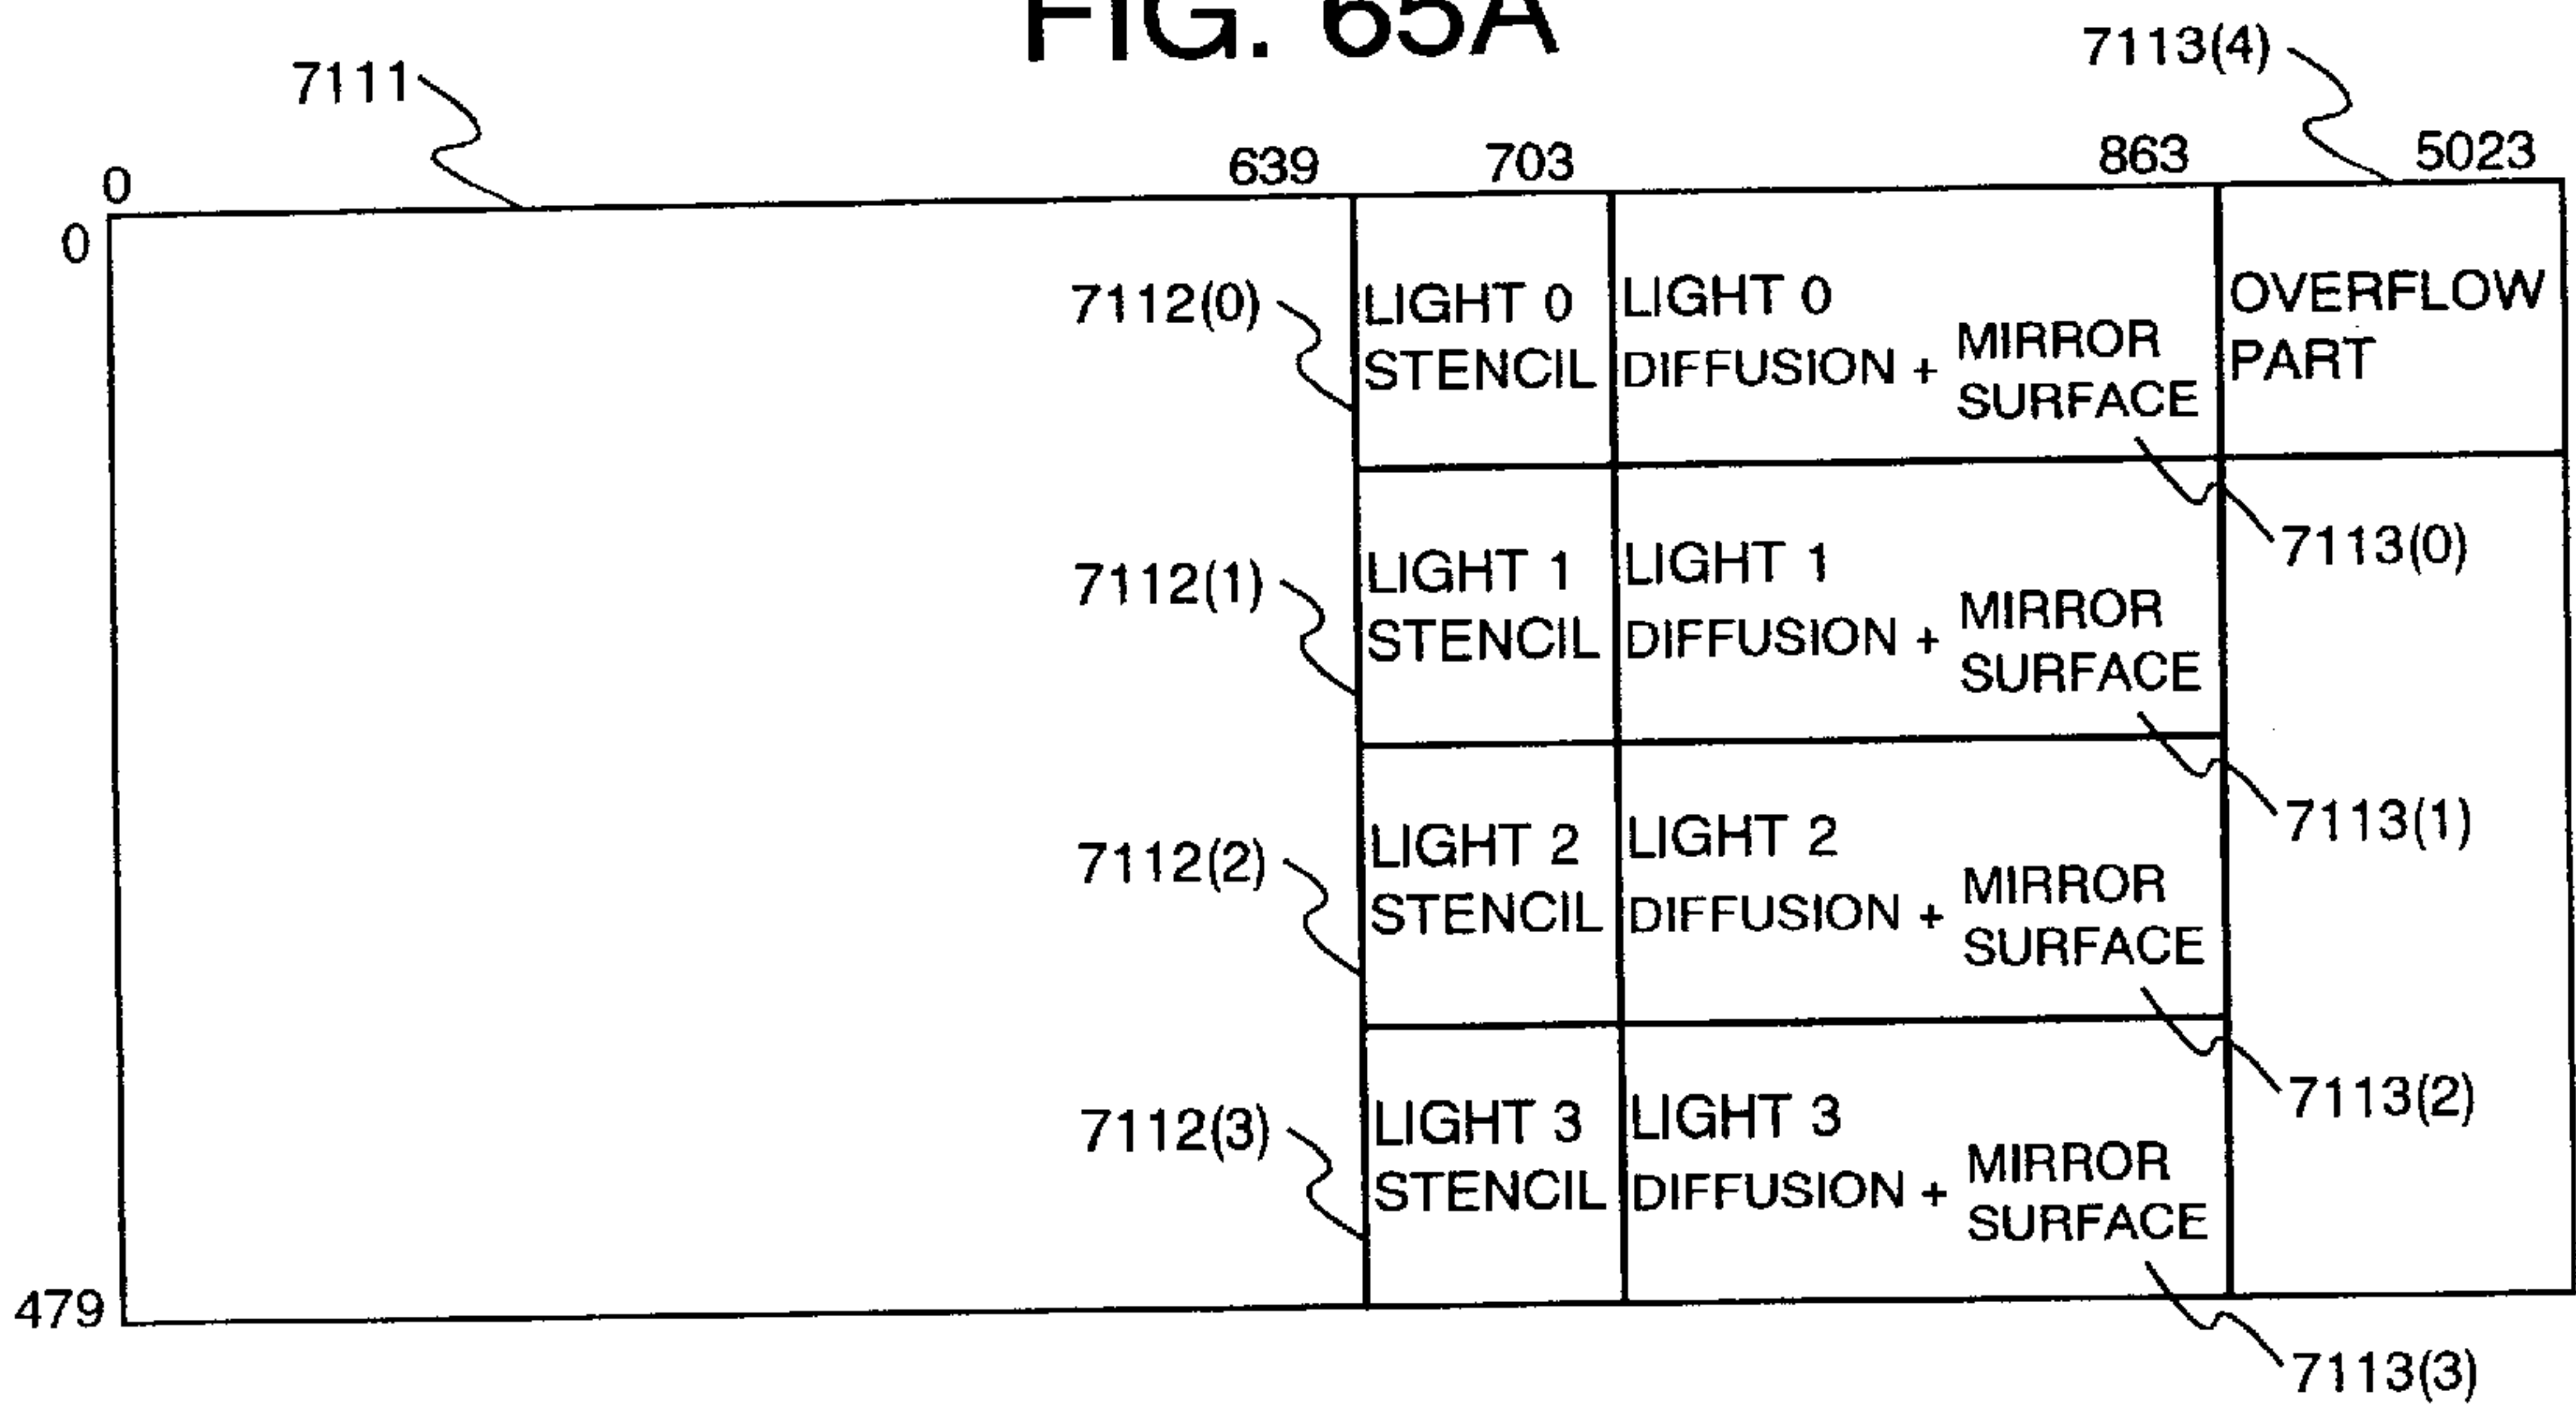 FIG. 65A
7111
7113(4)
0
639
703
863
5023
0
7112(0)
LIGHT 0
STENCIL
LIGHT 0
DIFFUSION +
MIRROR
SURFACE
OVERFLOW
PART
7113(0)
7112(1)
LIGHT 1
STENCIL
LIGHT 1
DIFFUSION +
MIRROR
SURFACE
7113(1)
7112(2)
LIGHT 2
STENCIL
LIGHT 2
DIFFUSION +
MIRROR
SURFACE
7113(2)
7112(3)
LIGHT 3
STENCIL
LIGHT 3
DIFFUSION +
MIRROR
SURFACE
479
7113(3)